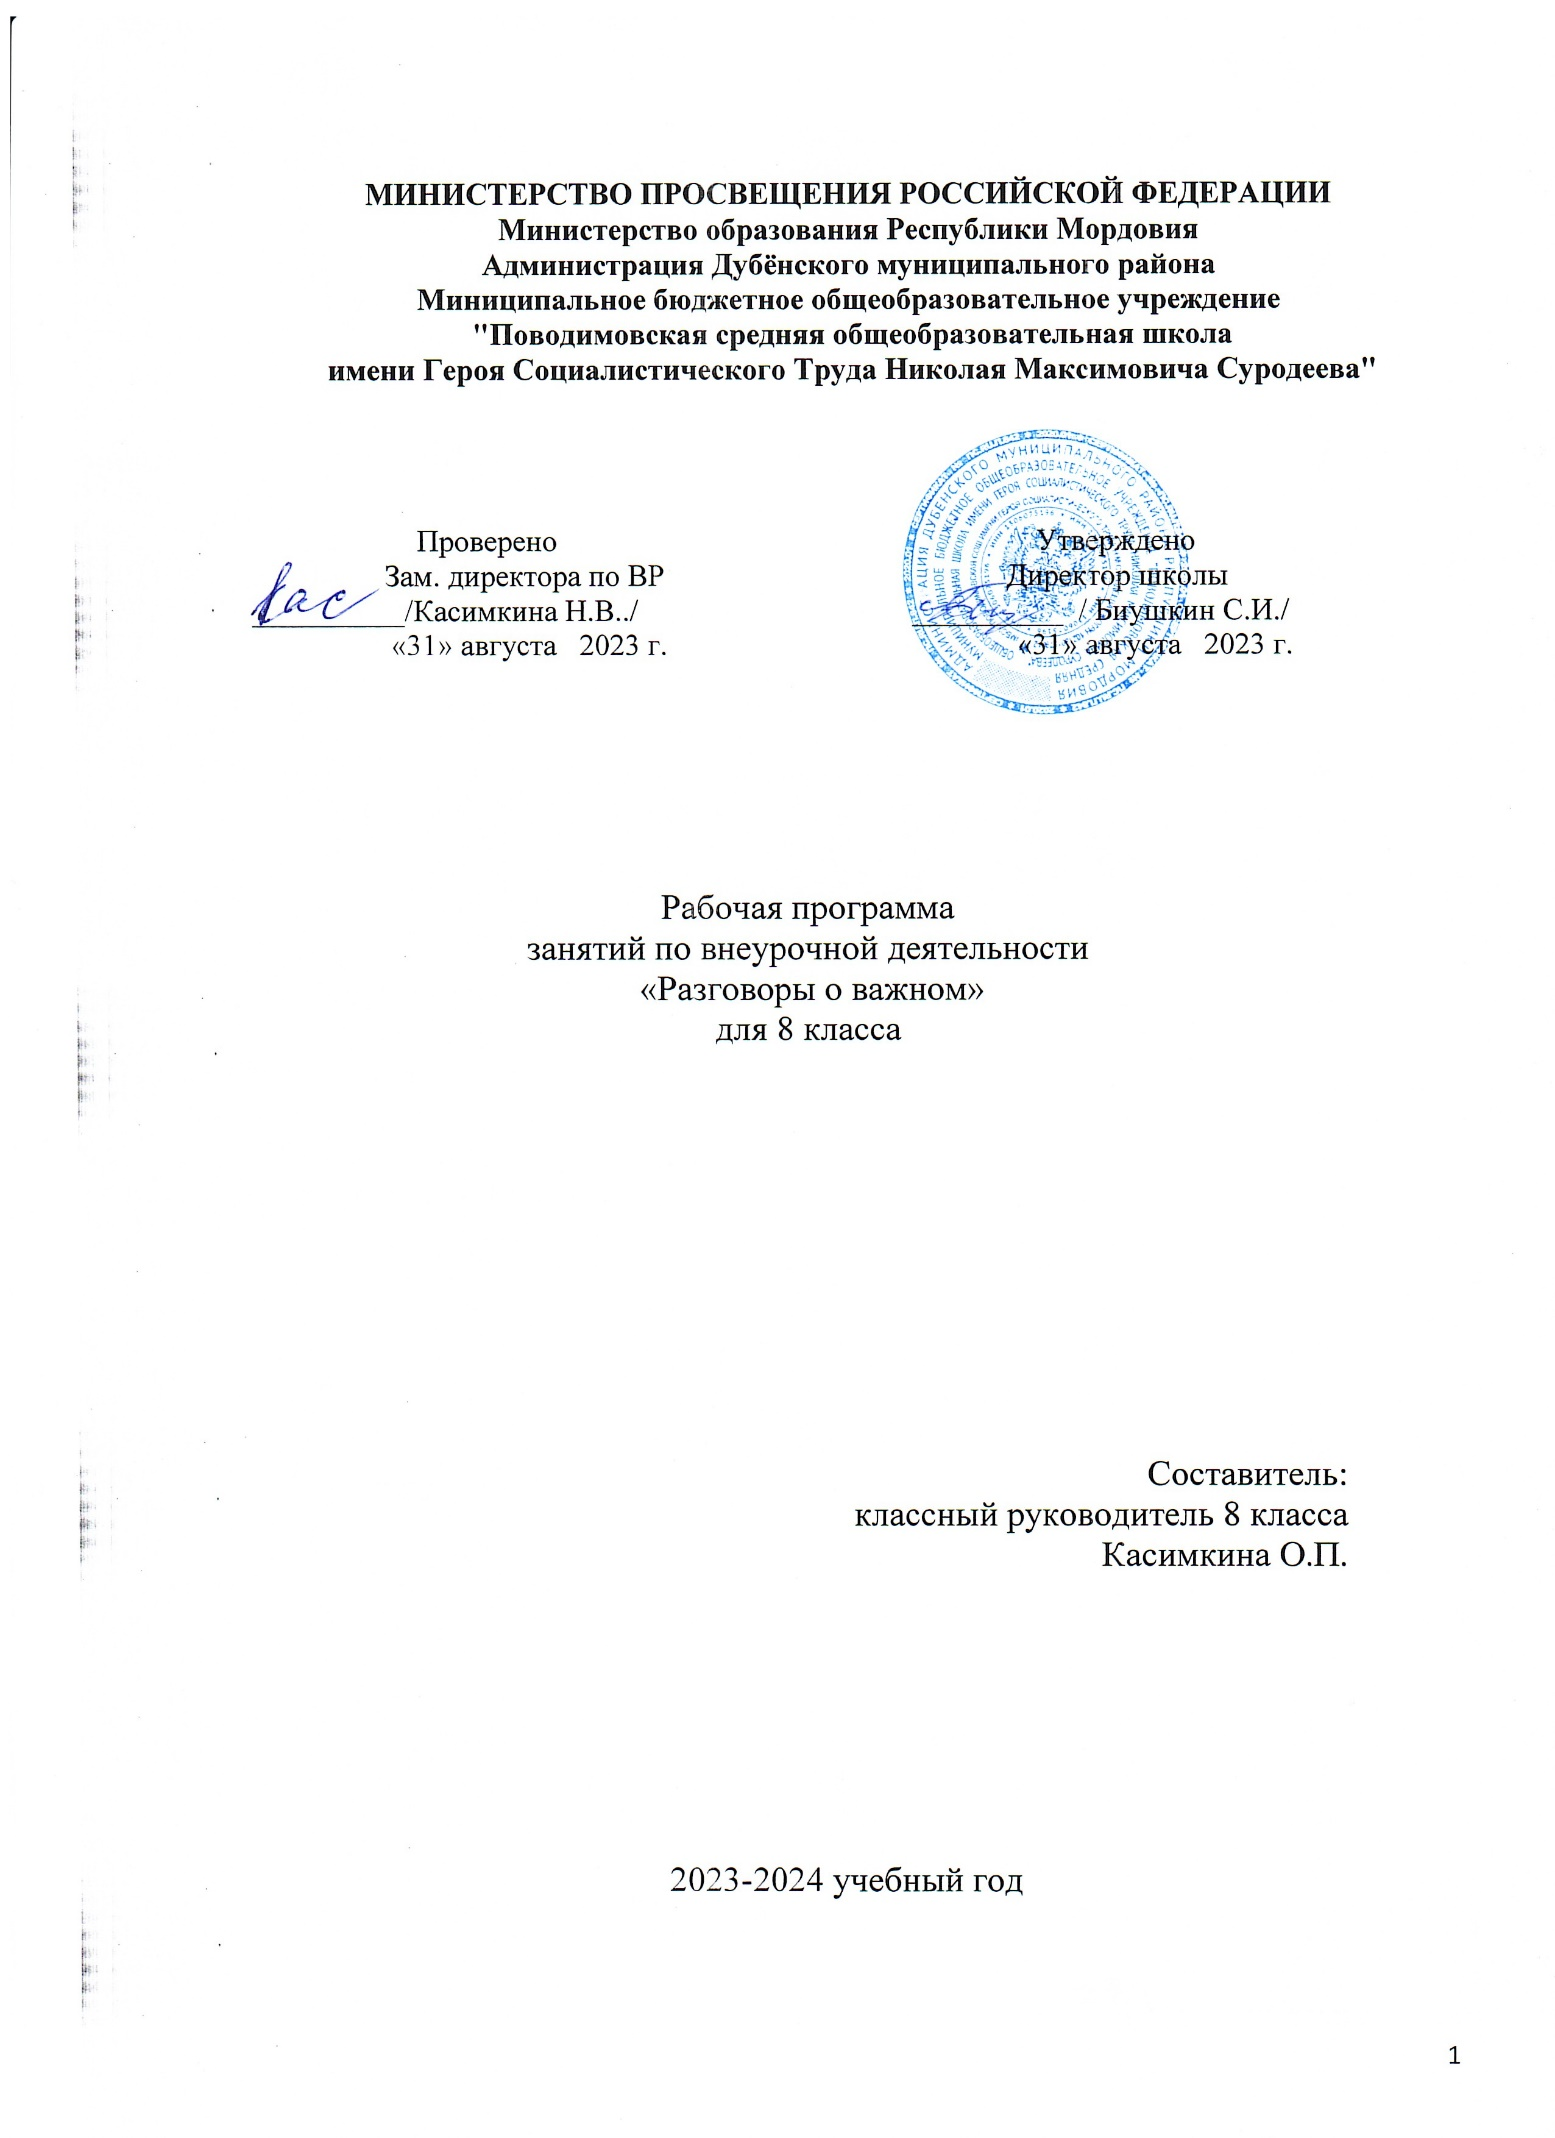 МИНИСТЕРСТВО ПРОСВЕЩЕНИЯ РОССИЙСКОЙ ФЕДЕРАЦИИ
Министерство образования Республики Мордовия
Администрация Дубёнского муниципального района
Миниципальное бюджетное общеобразовательное учреждение
"Поводимовская средняя общеобразовательная школа
имени Героя Социалистического Труда Николая Максимовича Суродеева"
Проверено
Зам. директора по ВР
/Касимкина Н.В../
«31» августа 2023 г.
Утверждено
Директор школы
/ Биушкин С.И./
«31» августа 2023 г.
Рабочая программа
занятий по внеурочной деятельности
«Разговоры о важном»
для 8 класса
Составитель:
классный руководитель 8 класса
Касимкина О.П.
2023-2024 учебный год
1